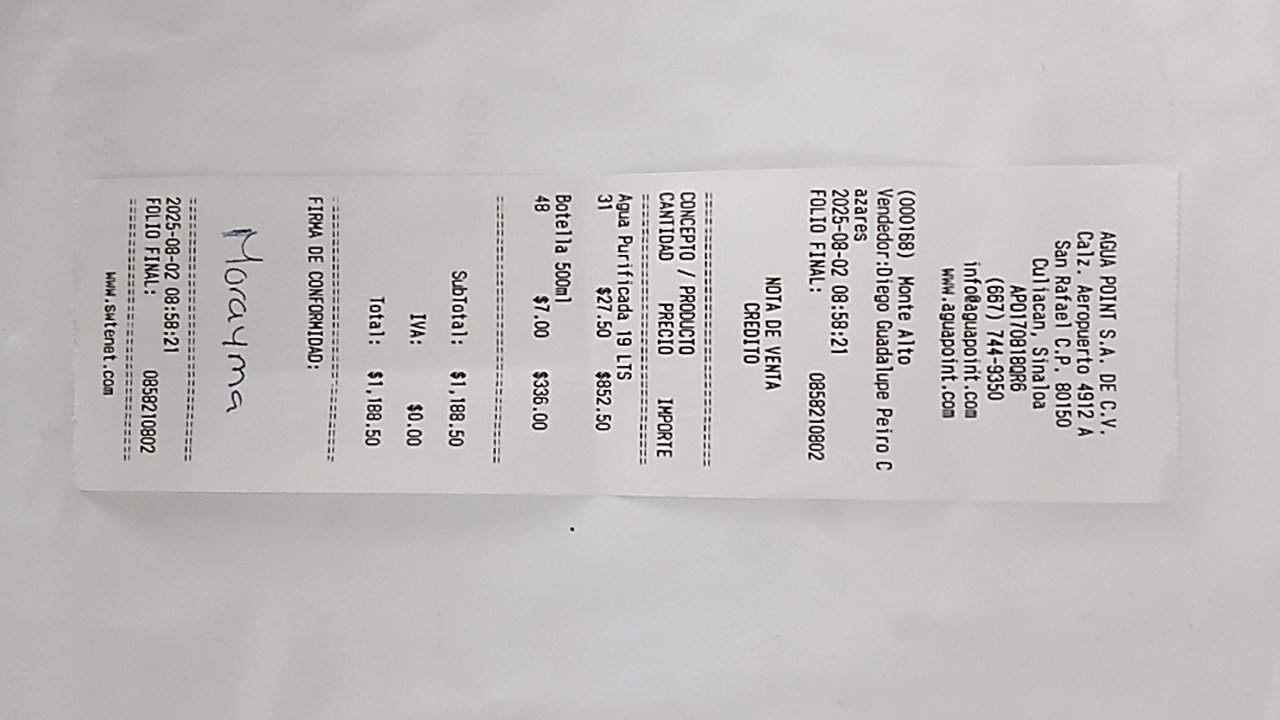 AGUA POINT S.A. DE C.V.
Calz. Aeropuerto 4912 A
San Rafael C.P. 80150
Culiacan, Sinaloa
APO170818QR6
(667) 744-9350
info@aguapoint.com
www.aguapoint.com
(000168) Monte Alto
Vendedor:Diego Guadalupe Peiro C
azares
2025-08-02 08:58:21
FOLIO FINAL: 0858210802
NOTA DE VENTA
CREDITO
CONCEPTO / PRODUCTO
CANTIDAD PRECIO IMPORTE
Agua Purificada 19 LTS
31 $27.50 $852.50
Botella 500ml
48 $7.00 $336.00
SubTotal: $1,188.50
IVA: $0.00
Total: $1,188.50
FIRMA DE CONFORMIDAD:
Morayma
2025-08-02 08:58:21
FOLIO FINAL: 0858210802
www.swtenet.com